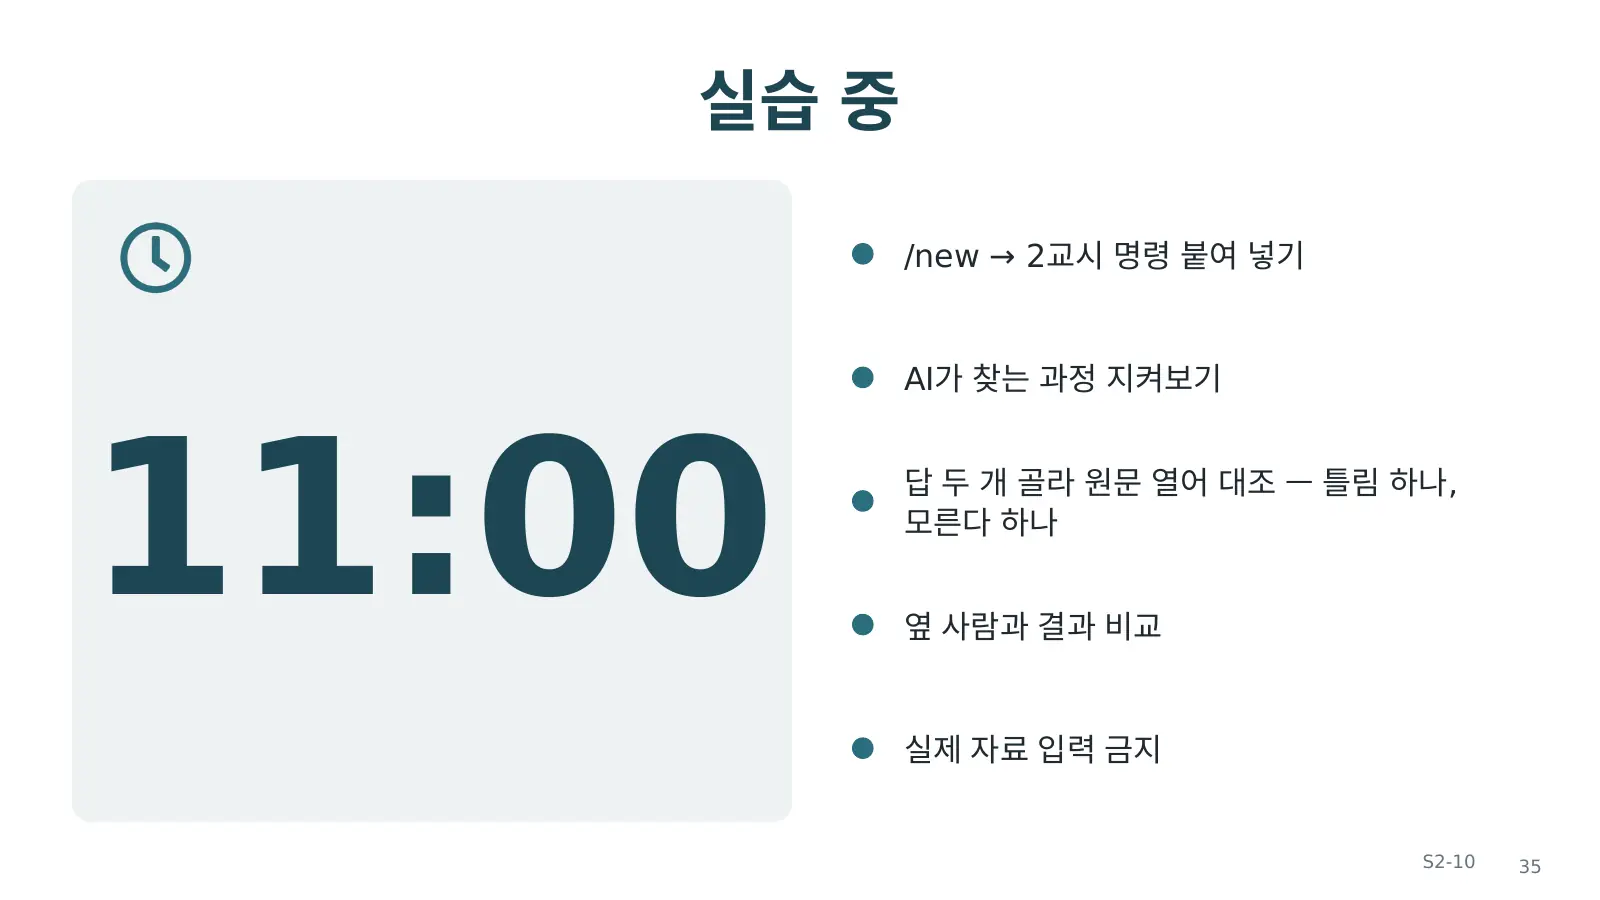 실습 중
11:00
/new → 2교시 명령 붙여 넣기
AI가 찾는 과정 지켜보기
답 두 개 골라 원문 열어 대조 — 틀림 하나,
모른다 하나
옆 사람과 결과 비교
실제 자료 입력 금지
S2-10
35